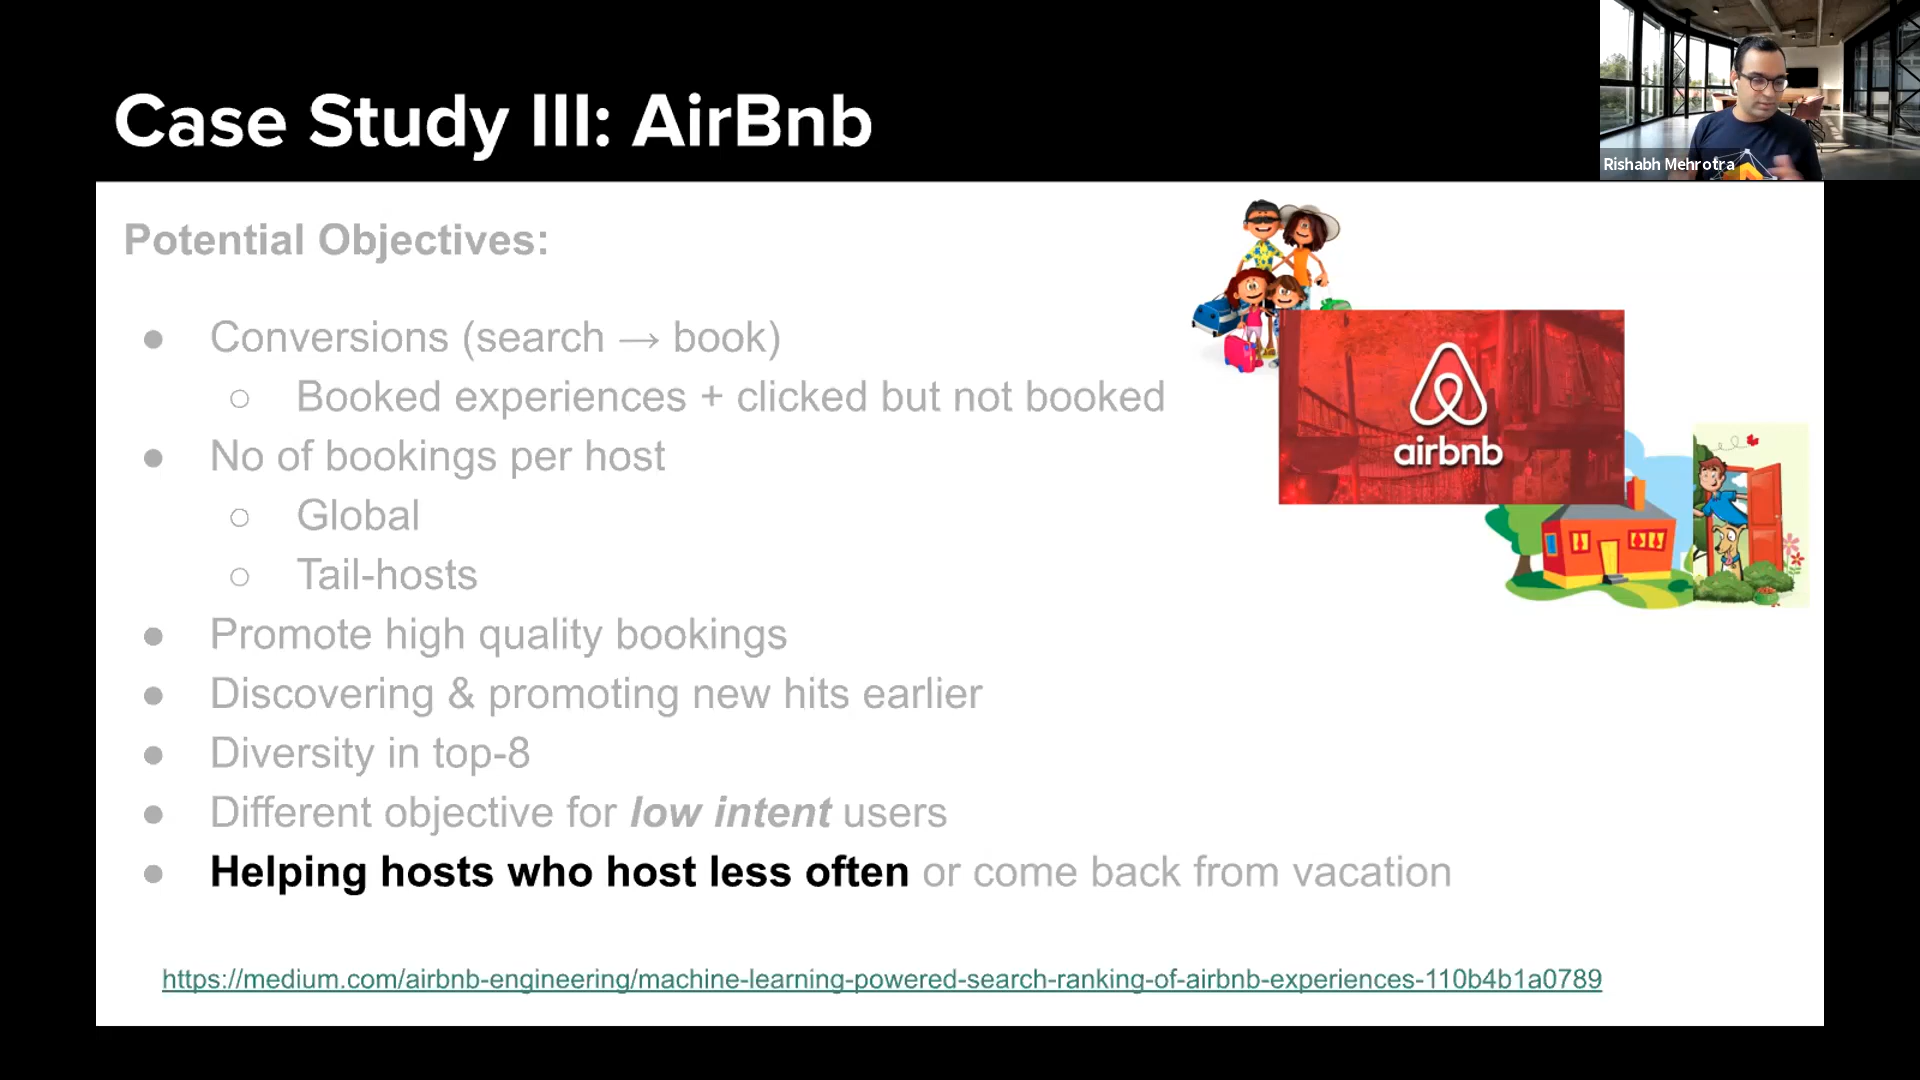 Case Study III: AirBnb
Rishabh Mehrotra
Potential Objectives:
● Conversions (search → book)
○ Booked experiences + clicked but not booked
● No of bookings per host
○ Global
○ Tail-hosts
● Promote high quality bookings
● Discovering & promoting new hits earlier
● Diversity in top-8
● Different objective for low intent users
● Helping hosts who host less often or come back from vacation
airbnb
https://medium.com/airbnb-engineering/machine-learning-powered-search-ranking-of-airbnb-experiences-110b4b1a0789